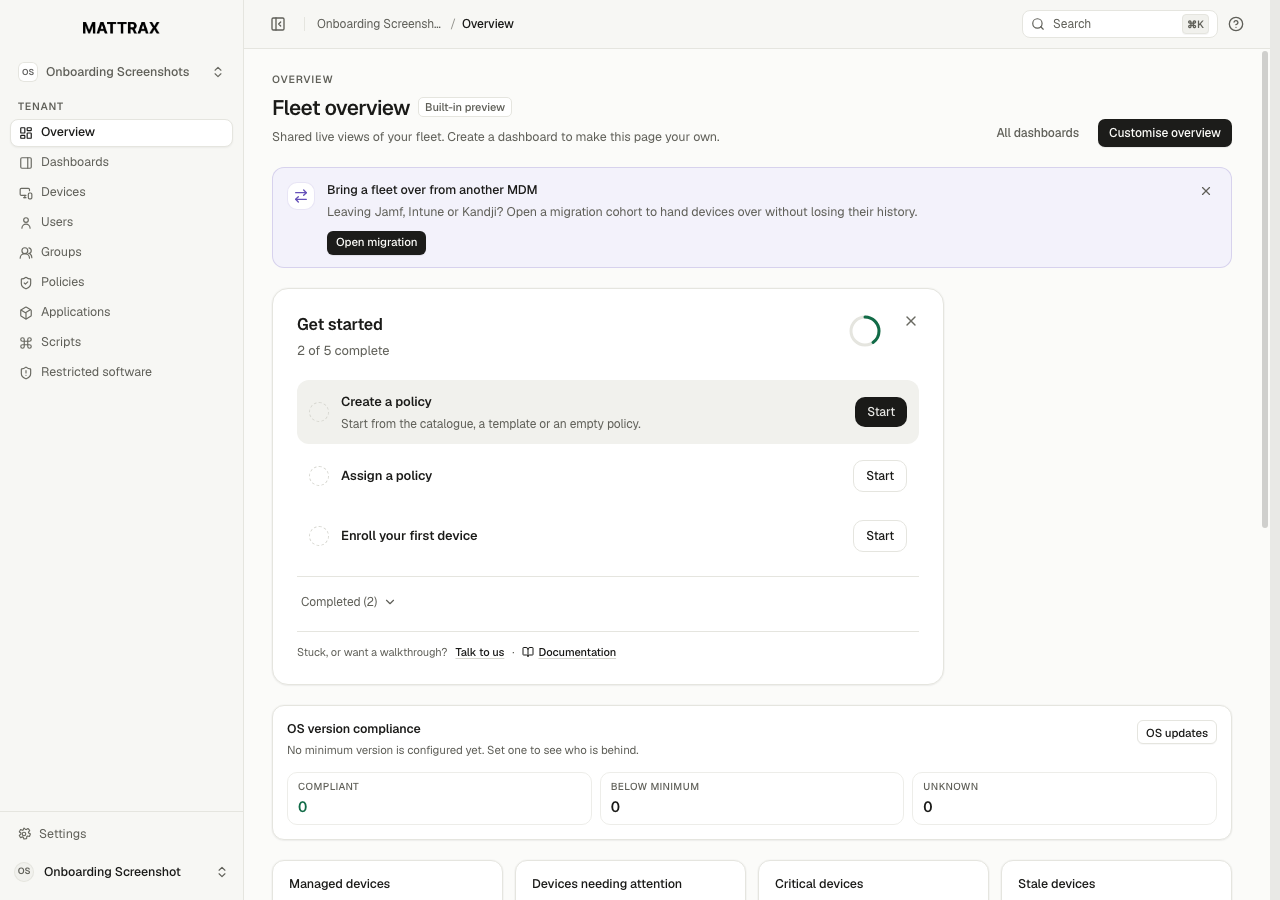 MATTRAX
OS Onboarding Screenshots
TENANT
Overview
Dashboards
Devices
Users
Groups
Policies
Applications
Scripts
Restricted software
Settings
OS Onboarding Screenshot
Onboarding Screensh... / Overview
Search ⌘K
OVERVIEW
Fleet overview Built-in preview
Shared live views of your fleet. Create a dashboard to make this page your own.
All dashboards Customise overview
Bring a fleet over from another MDM
Leaving Jamf, Intune or Kandji? Open a migration cohort to hand devices over without losing their history.
Open migration
Get started
2 of 5 complete
Create a policy
Start from the catalogue, a template or an empty policy.
Start
Assign a policy
Start
Enroll your first device
Start
Completed (2)
Stuck, or want a walkthrough? Talk to us · Documentation
OS version compliance
No minimum version is configured yet. Set one to see who is behind.
OS updates
COMPLIANT
0
BELOW MINIMUM
0
UNKNOWN
0
Managed devices
Devices needing attention
Critical devices
Stale devices